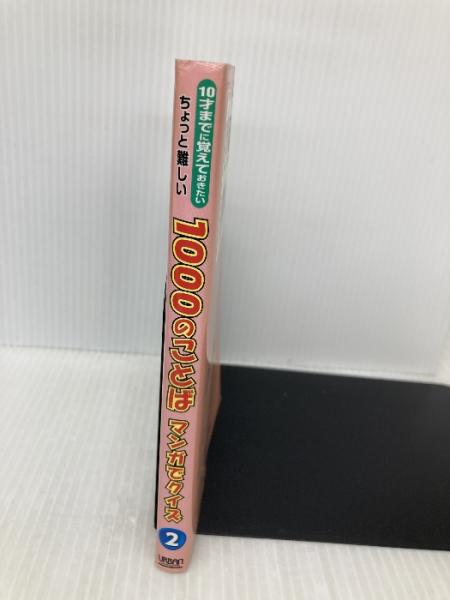 10才までに覚えておきたい
ちょっと難しい
1000のことば
マンガでクイズ
2
URBAN